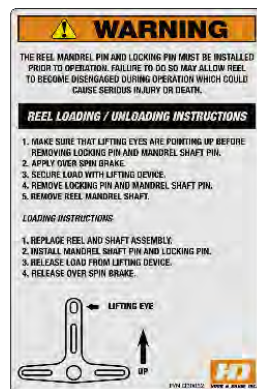 WARNING
THE REEL MANDREL PIN AND LOCKING PIN MUST BE INSTALLED
PRIOR TO OPERATION. FAILURE TO DO SO MAY ALLOW REEL
TO BECOME DISENGAGED DURING OPERATION WHICH COULD
CAUSE SERIOUS INJURY OR DEATH.
REEL LOADING / UNLOADING INSTRUCTIONS
1. MAKE SURE THAT LIFTING EYES ARE POINTING UP BEFORE
REMOVING LOCKING PIN AND MANDREL SHAFT PIN.
2. APPLY OVER SPIN BRAKE.
3. SECURE LOAD WITH LIFTING DEVICE.
4. REMOVE LOCKING PIN AND MANDREL SHAFT PIN.
5. REMOVE REEL MANDREL SHAFT.
LOADING INSTRUCTIONS
1. REPLACE REEL AND SHAFT ASSEMBLY.
2. INSTALL MANDREL SHAFT PIN AND LOCKING PIN.
3. RELEASE LOAD FROM LIFTING DEVICE.
4. RELEASE OVER SPIN BRAKE.
LIFTING EYE
UP
HD